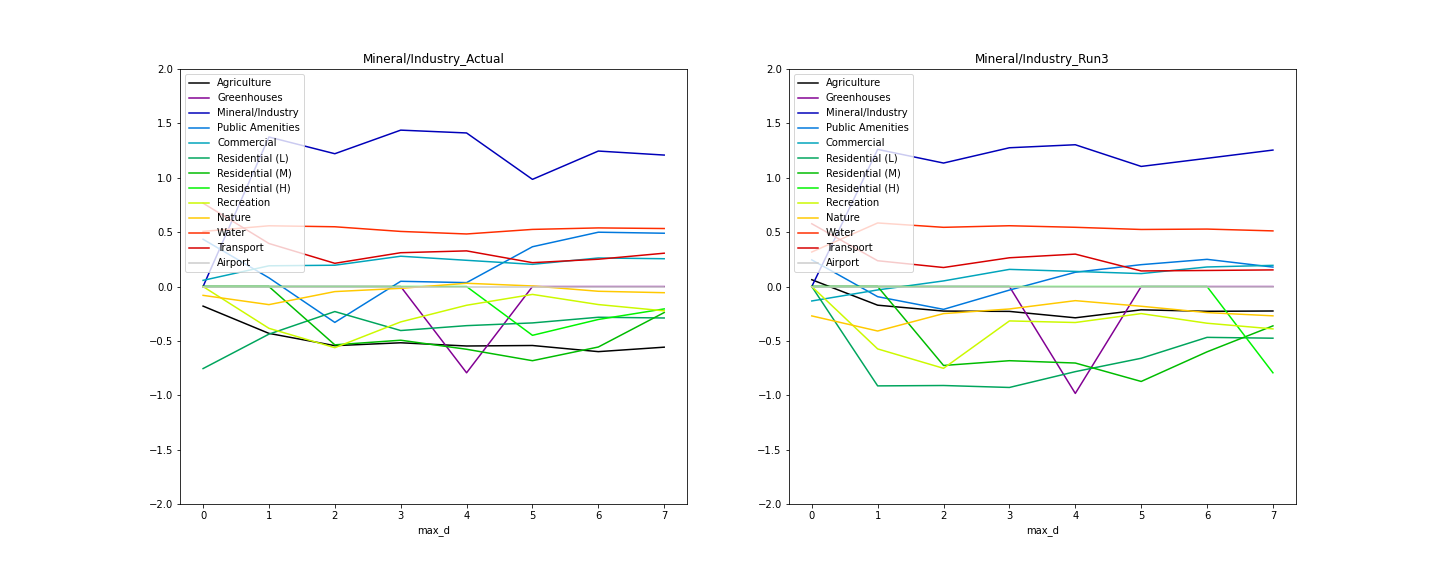 Mineral/Industry_Actual
2.0
1.5
1.0
0.5
0.0
−0.5
−1.0
−1.5
−2.0
Agriculture
Greenhouses
Mineral/Industry
Public Amenities
Commercial
Residential (L)
Residential (M)
Residential (H)
Recreation
Nature
Water
Transport
Airport
0 1 2 3 4 5 6 7
max_d
Mineral/Industry_Run3
2.0
1.5
1.0
0.5
0.0
−0.5
−1.0
−1.5
−2.0
Agriculture
Greenhouses
Mineral/Industry
Public Amenities
Commercial
Residential (L)
Residential (M)
Residential (H)
Recreation
Nature
Water
Transport
Airport
0 1 2 3 4 5 6 7
max_d